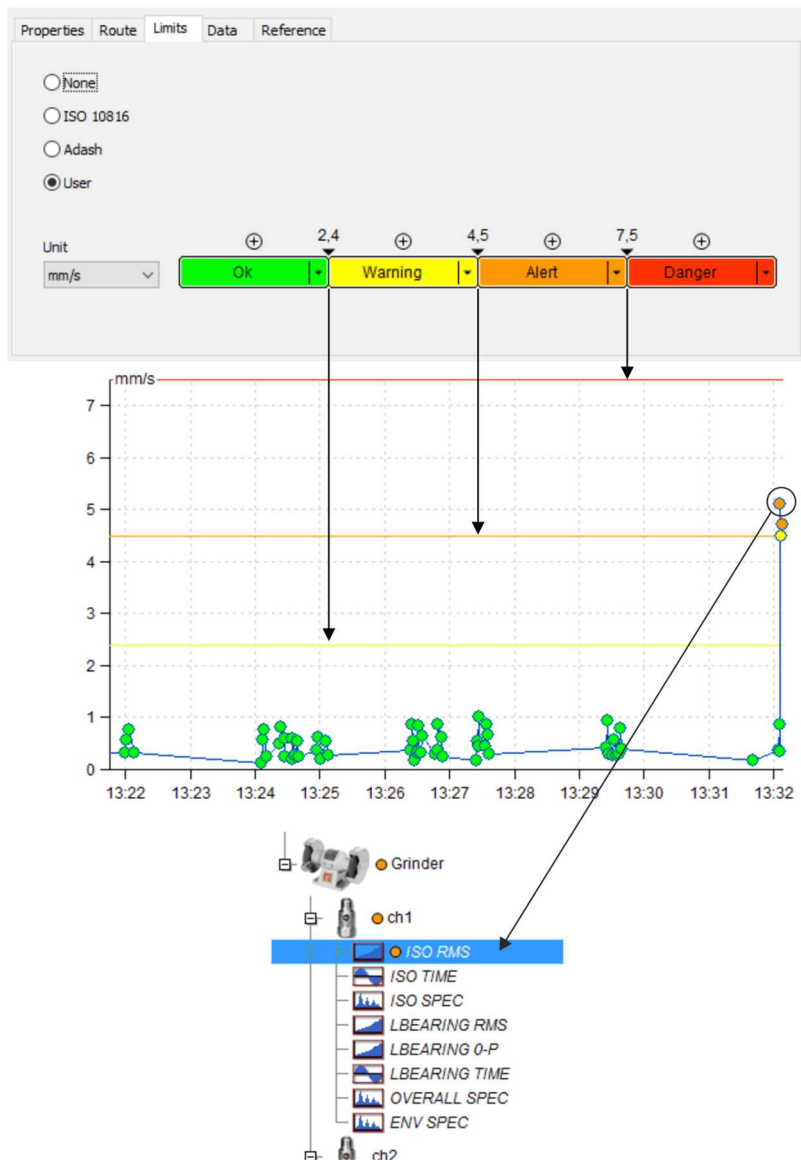 Properties Route Limits Data Reference
None
ISO 10816
Adash
User
Unit
2,4 4,5 7,5
mm/s Ok Warning Alert Danger
mm/s
7
6
5
4
3
2
1
0
13:22 13:23 13:24 13:25 13:26 13:27 13:28 13:29 13:30 13:31 13:32
Grinder
ch1
ISO RMS
ISO TIME
ISO SPEC
LBEARING RMS
LBEARING 0-P
LBEARING TIME
OVERALL SPEC
ENV SPEC
ch2